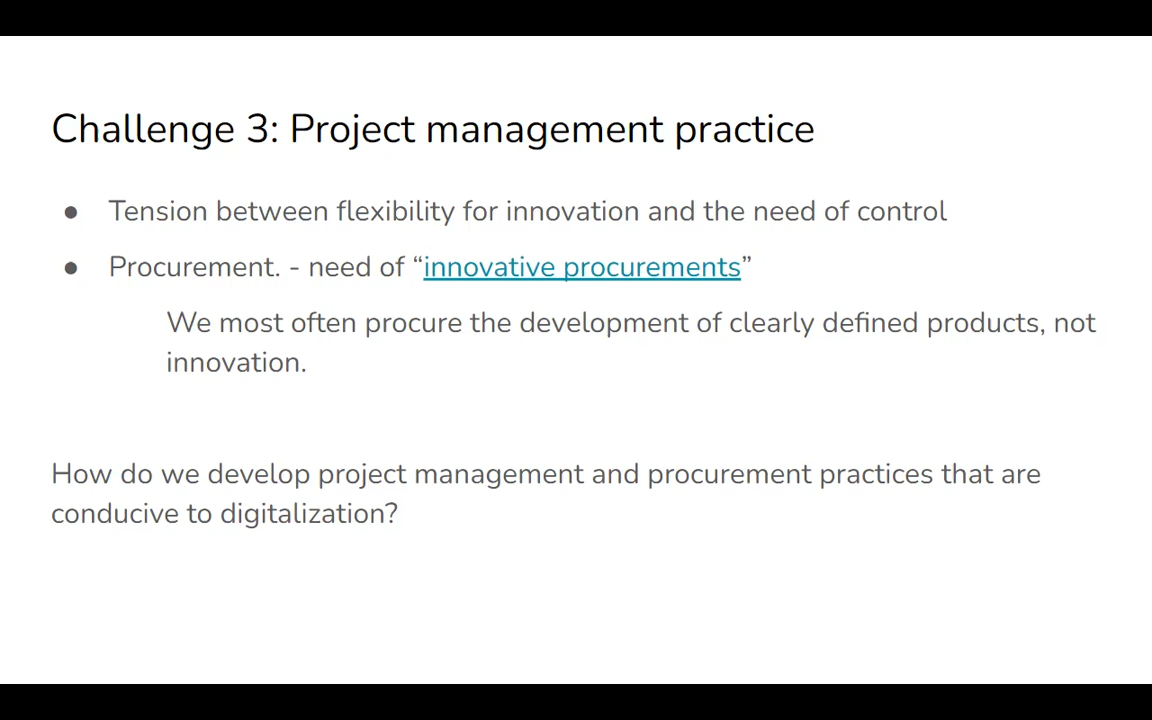 Challenge 3: Project management practice
● Tension between flexibility for innovation and the need of control
● Procurement. - need of “innovative procurements”
We most often procure the development of clearly defined products, not
innovation.
How do we develop project management and procurement practices that are
conducive to digitalization?